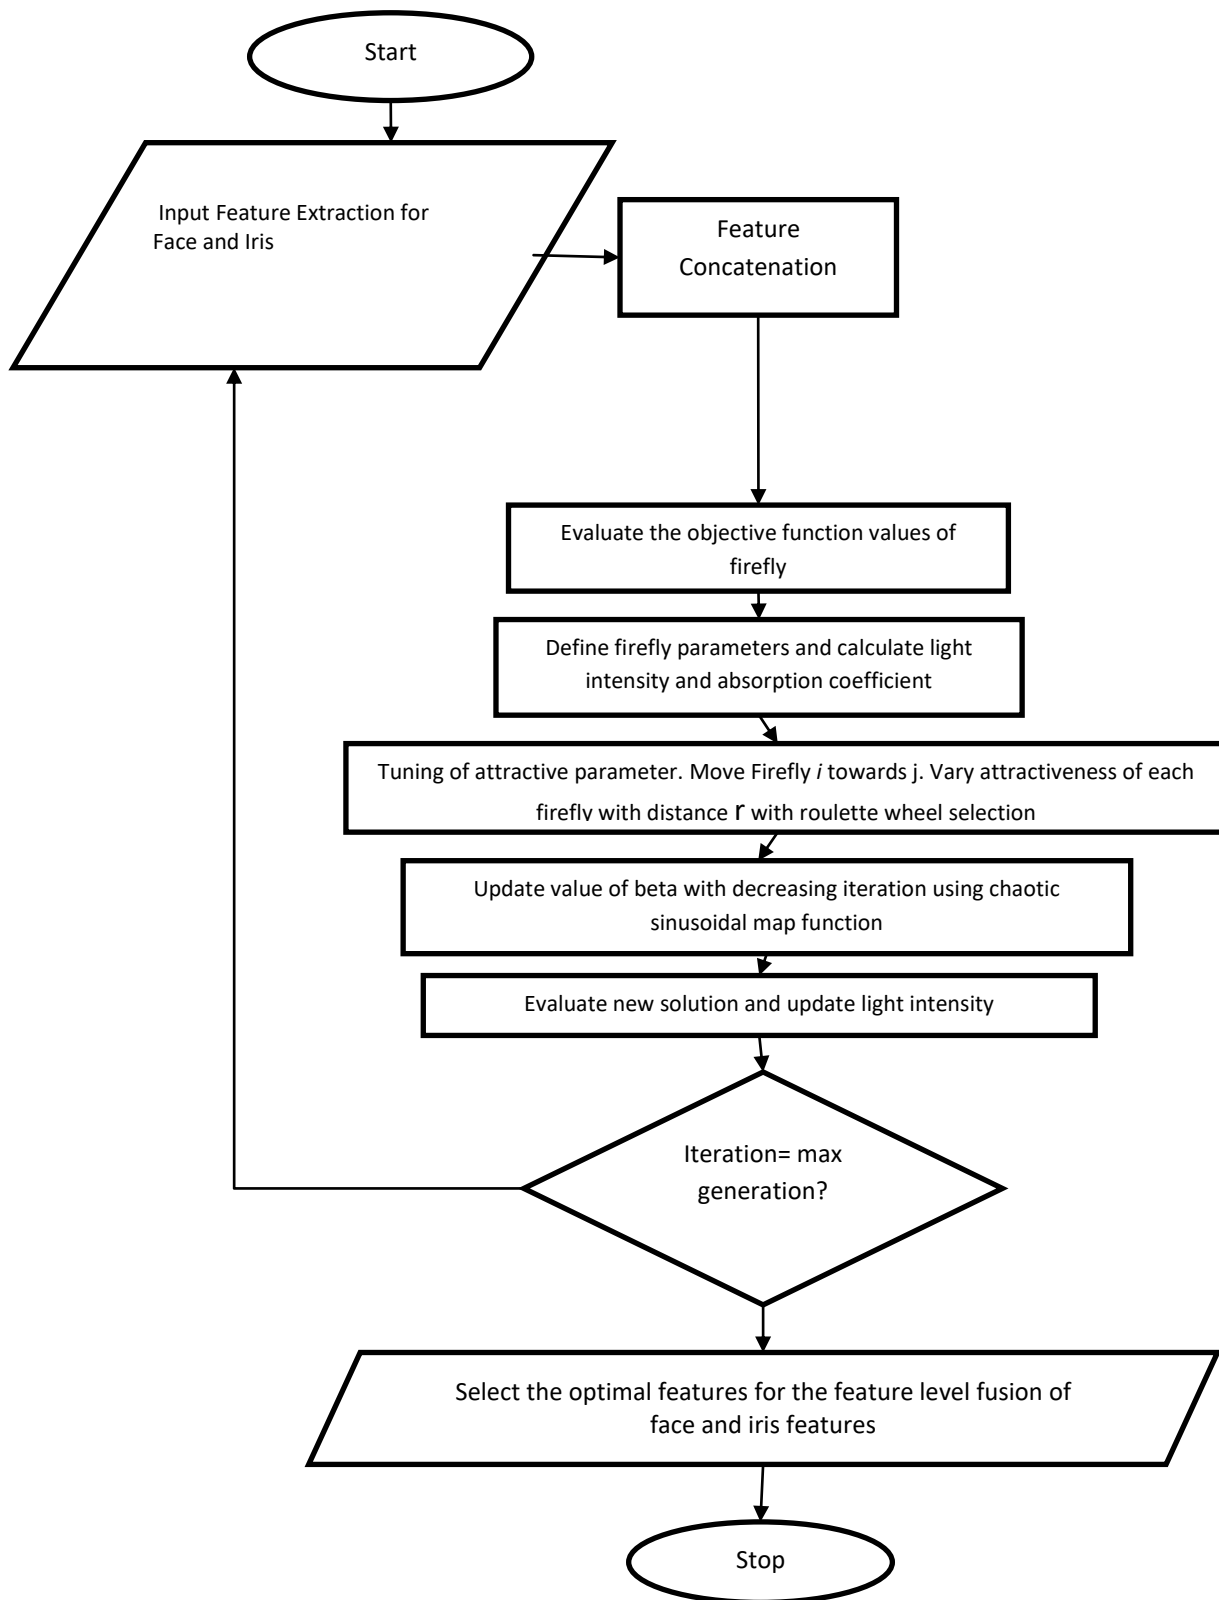 Start
Input Feature Extraction for
Face and Iris
Feature
Concatenation
Evaluate the objective function values of
firefly
Define firefly parameters and calculate light
intensity and absorption coefficient
Tuning of attractive parameter. Move Firefly i towards j. Vary attractiveness of each
firefly with distance r with roulette wheel selection
Update value of beta with decreasing iteration using chaotic
sinusoidal map function
Evaluate new solution and update light intensity
Iteration= max
generation?
Select the optimal features for the feature level fusion of
face and iris features
Stop